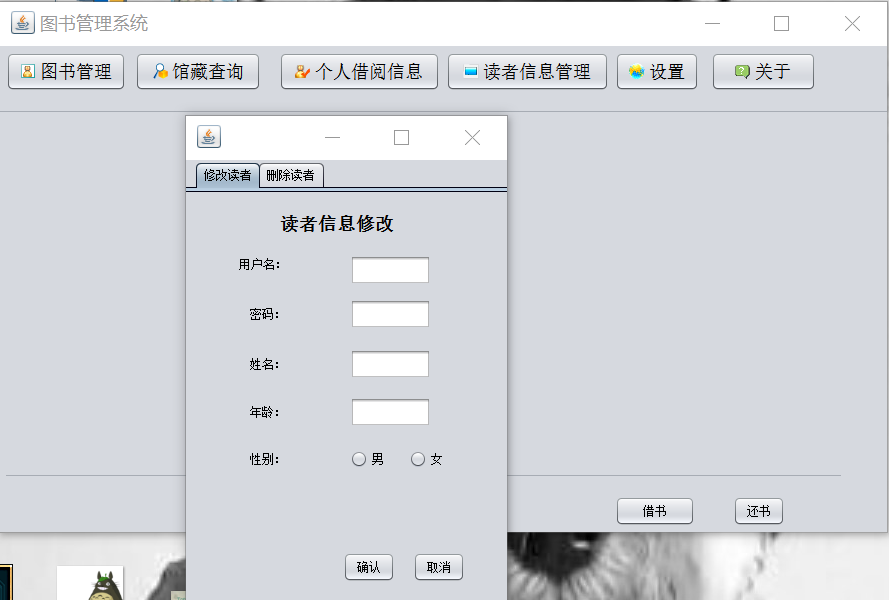 图书管理系统
图书管理 馆藏查询 个人借阅信息 读者信息管理 设置 关于
修改读者 删除读者
读者信息修改
用户名：
密码：
姓名：
年龄：
性别： 男 女
借书 还书
确认 取消